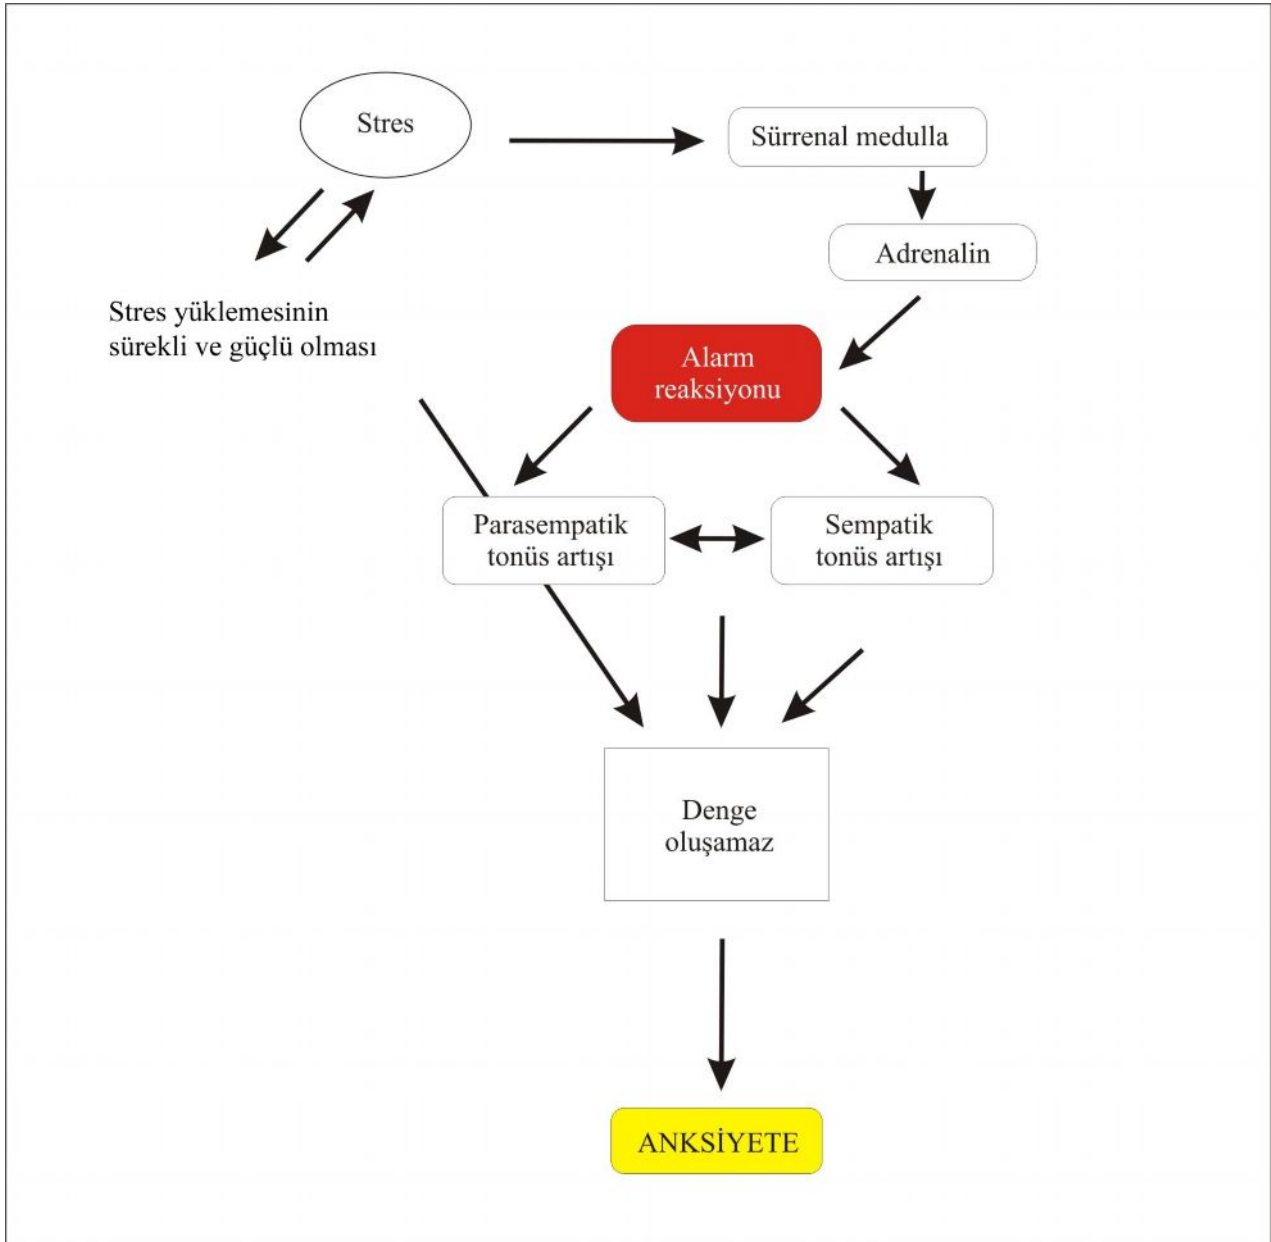 Stres
Sürrenal medulla
Adrenalin
Stres yüklemesinin
sürekli ve güçlü olması
Alarm
reaksiyonu
Parasempatik
tonüs artışı
Sempatik
tonüs artışı
Denge
oluşamaz
ANKSİYETE